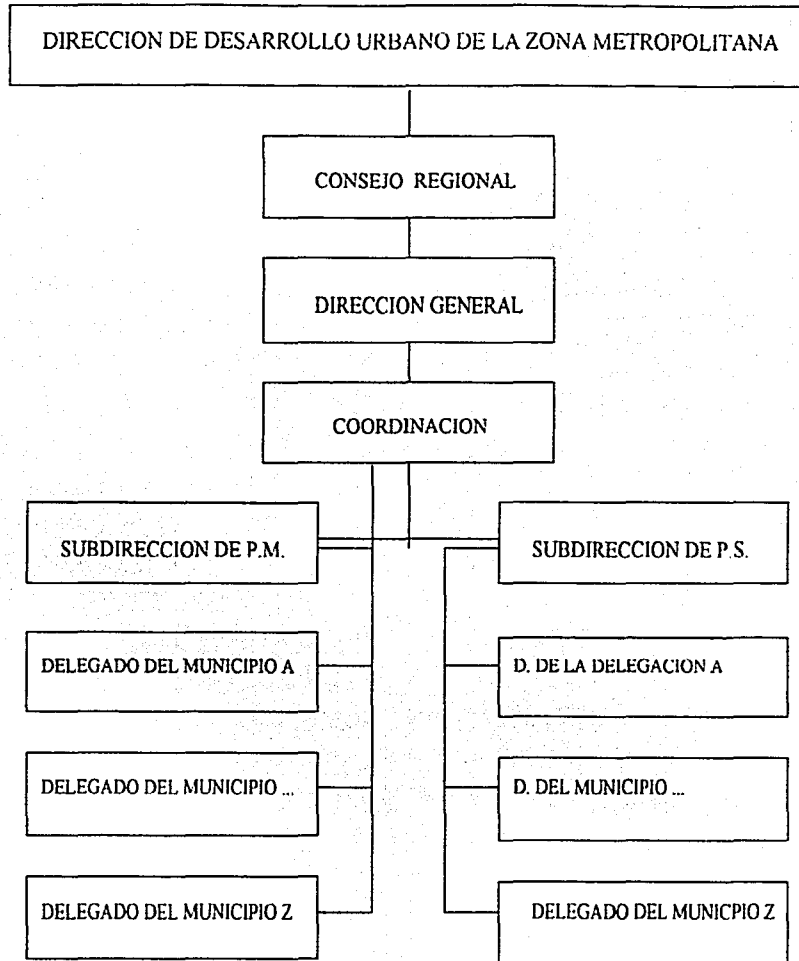 DIRECCION DE DESARROLLO URBANO DE LA ZONA METROPOLITANA
CONSEJO REGIONAL
DIRECCION GENERAL
COORDINACION
SUBDIRECCION DE P.M.
SUBDIRECCION DE P.S.
DELEGADO DEL MUNICIPIO A
D. DE LA DELEGACION A
DELEGADO DEL MUNICIPIO ...
D. DEL MUNICIPIO ...
DELEGADO DEL MUNICIPIO Z
DELEGADO DEL MUNICPIO Z